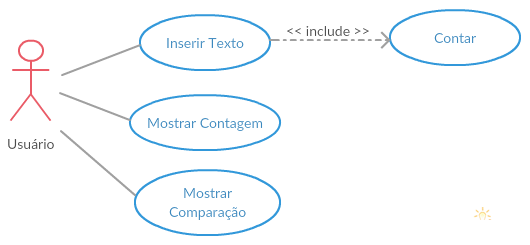 Inserir Texto
<< include >>
Contar
Usuário
Mostrar Contagem
Mostrar
Comparação